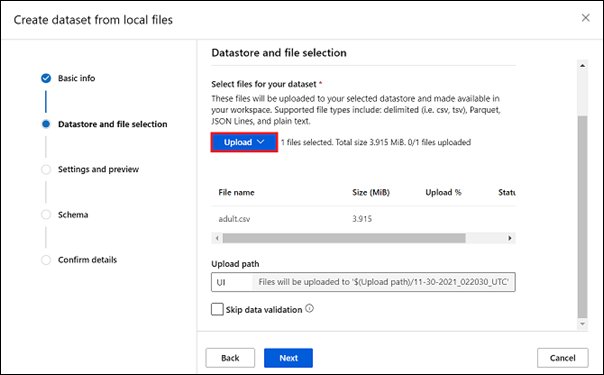 Create dataset from local files
Basic info
Datastore and file selection
Settings and preview
Schema
Confirm details
Datastore and file selection
Select files for your dataset *
These files will be uploaded to your selected datastore and made available in
your workspace. Supported file types include: delimited (i.e. csv, tsv), Parquet,
JSON Lines, and plain text.
Upload 1 files selected. Total size 3.915 MiB. 0/1 files uploaded
File name Size (MiB) Upload % Statu
adult.csv 3.915
Upload path
UI Files will be uploaded to '$(Upload path)/11-30-2021_022030_UTC'
Skip data validation
Back Next Cancel